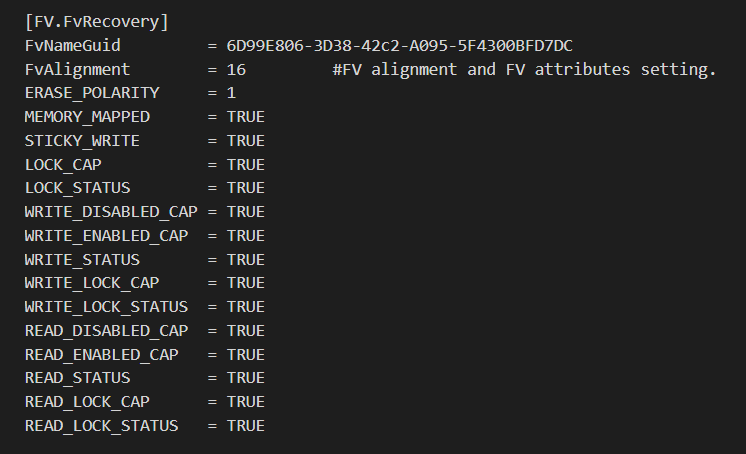 [FV.FvRecovery]
FvNameGuid         = 6D99E806-3D38-42c2-A095-5F4300BFD7DC
FvAlignment        = 16         #FV alignment and FV attributes setting.
ERASE_POLARITY     = 1
MEMORY_MAPPED      = TRUE
STICKY_WRITE       = TRUE
LOCK_CAP           = TRUE
LOCK_STATUS        = TRUE
WRITE_DISABLED_CAP = TRUE
WRITE_ENABLED_CAP  = TRUE
WRITE_STATUS       = TRUE
WRITE_LOCK_CAP     = TRUE
WRITE_LOCK_STATUS  = TRUE
READ_DISABLED_CAP  = TRUE
READ_ENABLED_CAP   = TRUE
READ_STATUS        = TRUE
READ_LOCK_CAP      = TRUE
READ_LOCK_STATUS   = TRUE